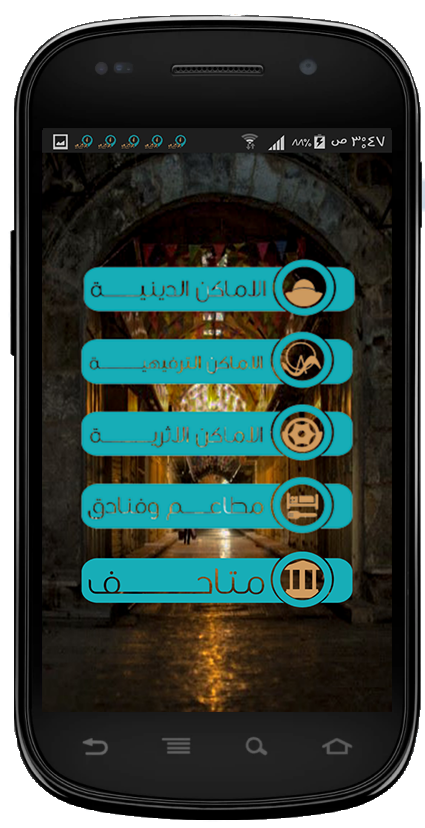 ٨٨% ٣:٤٧ ص
الاماكن الدينية
الاماكن الترفيهية
الاماكن الاثرية
مطاعم وفنادق
متاحف